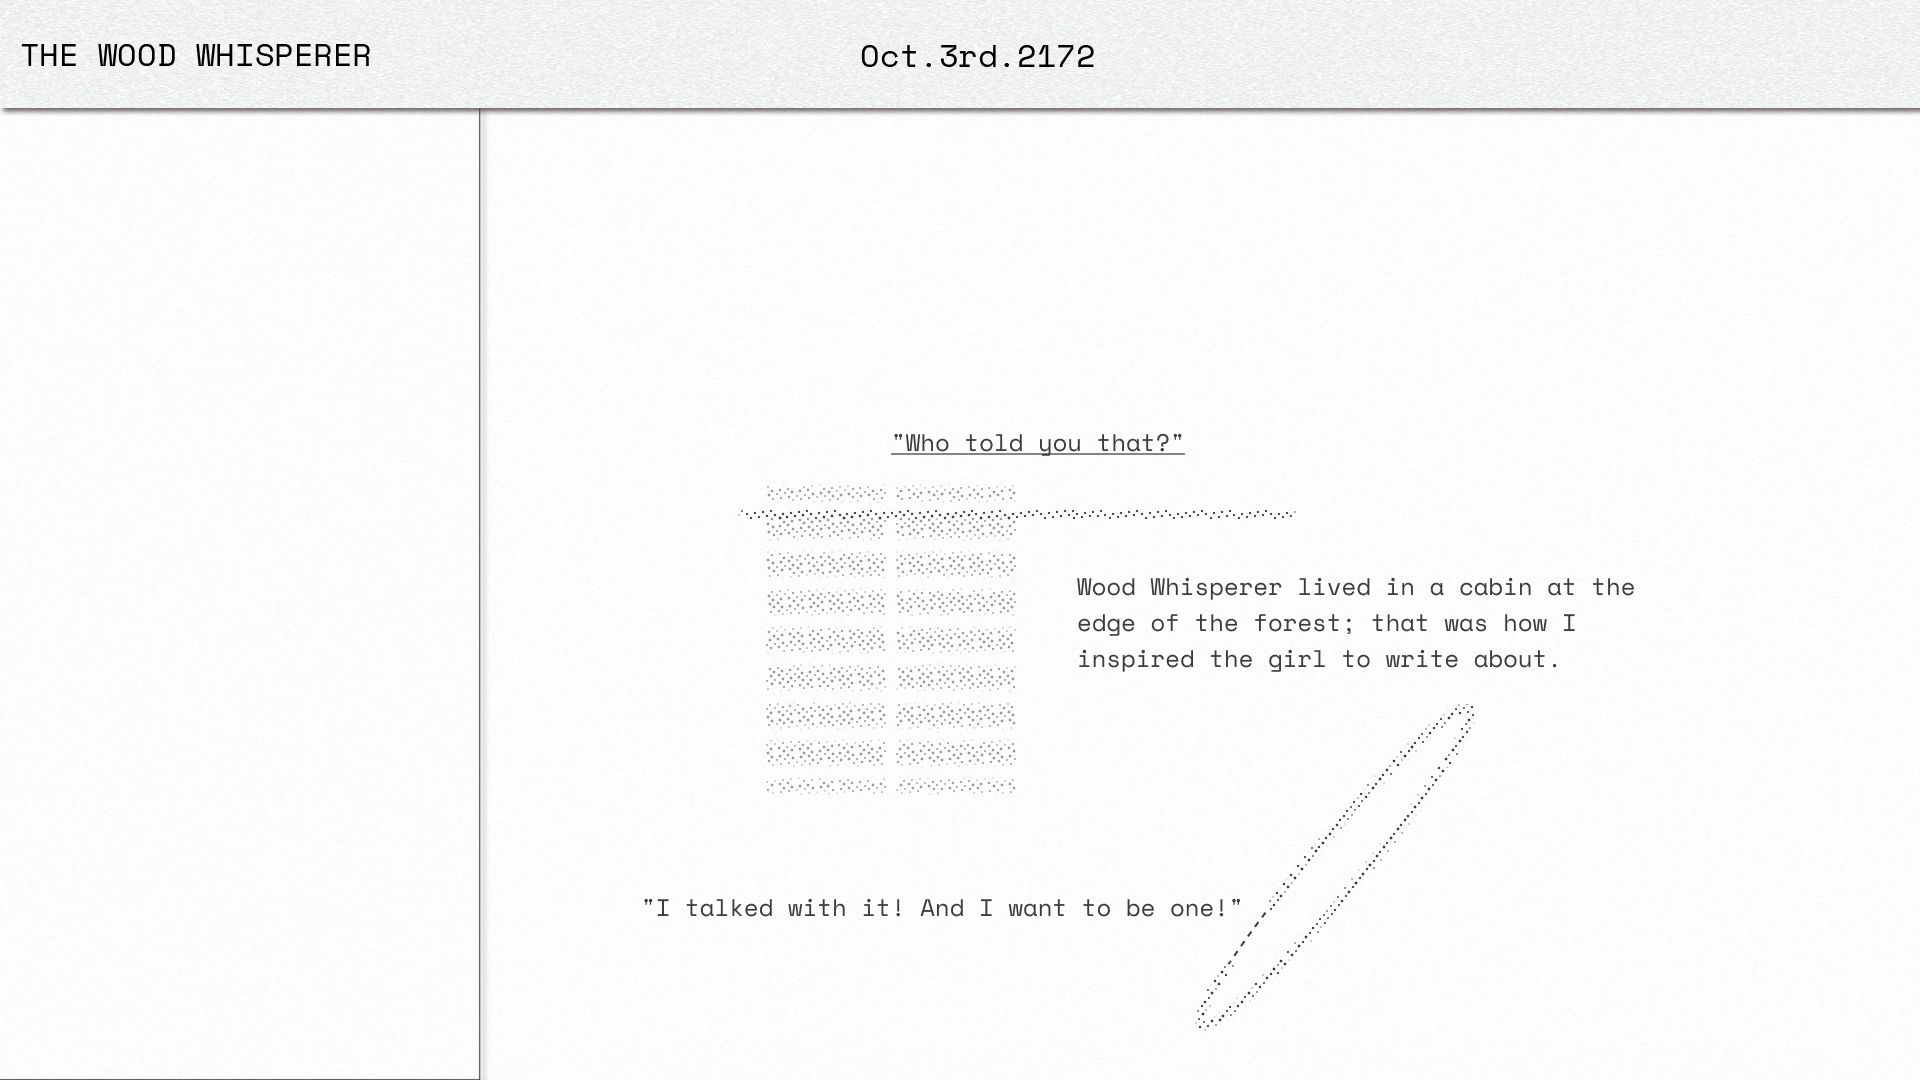 THE WOOD WHISPERER
Oct.3rd.2172
"Who told you that?"
Wood Whisperer lived in a cabin at the
edge of the forest; that was how I
inspired the girl to write about.
"I talked with it! And I want to be one!"